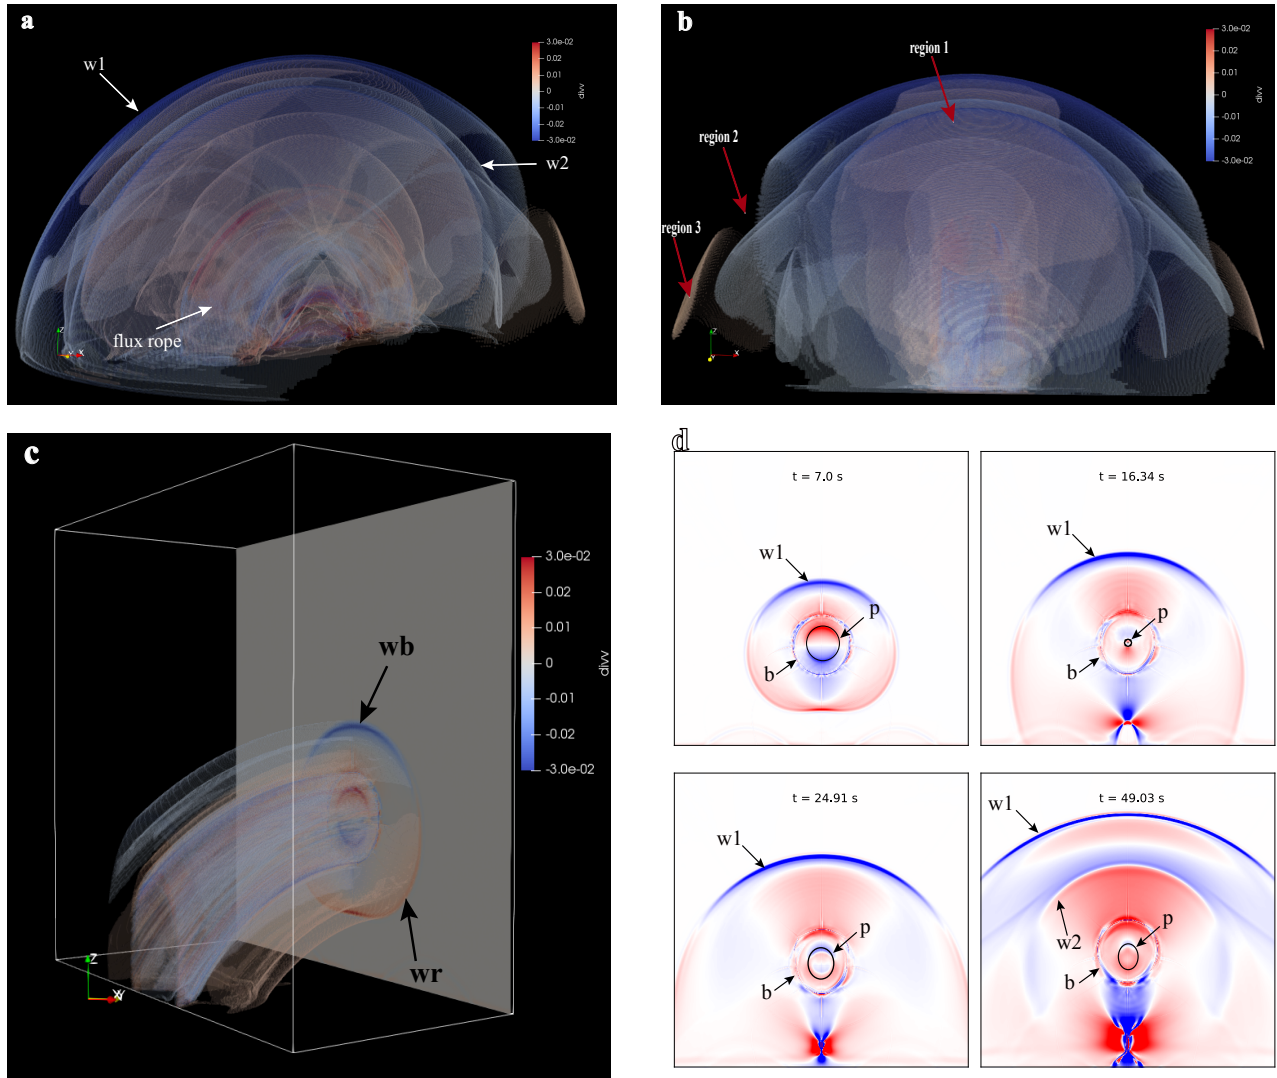 a
w1
w2
flux rope
3.0e-02
0.02
0.01
0
-0.01
-0.02
-3.0e-02
divv
Z
Y
X
b
region 1
region 2
region 3
3.0e-02
0.02
0.01
0
-0.01
-0.02
-3.0e-02
divv
Z
Y
X
c
wb
wr
3.0e-02
0.02
0.01
0
-0.01
-0.02
-3.0e-02
divv
Z
d
t = 7.0 s
w1
p
b
t = 16.34 s
w1
p
b
t = 24.91 s
w1
p
b
t = 49.03 s
w1
p
w2
b